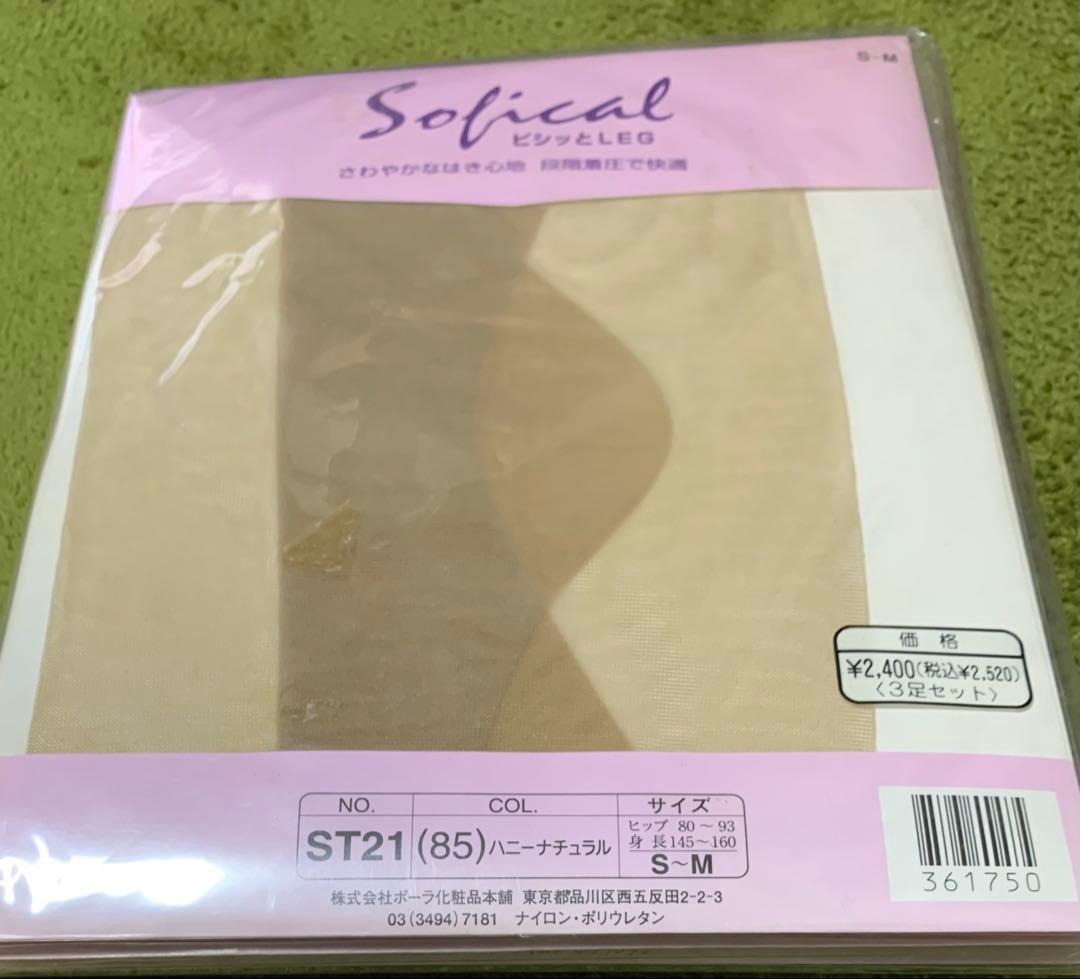 S-M
Sofical
ピシッとLEG
さわやかなはき心地 段階着圧で快適
価 格
¥2,400(税込¥2,520)
〈3足セット〉
NO.
COL.
サイズ
ST21
(85)ハニーナチュラル
ヒップ 80〜93
身 長145〜160
S〜M
361750
株式会社ポーラ化粧品本舗 東京都品川区西五反田2-2-3
03(3494)7181 ナイロン・ポリウレタン